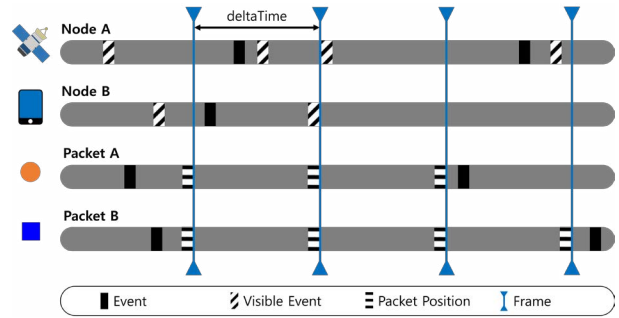 deltaTime
Node A
Node B
Packet A
Packet B
Event Visible Event Packet Position Frame